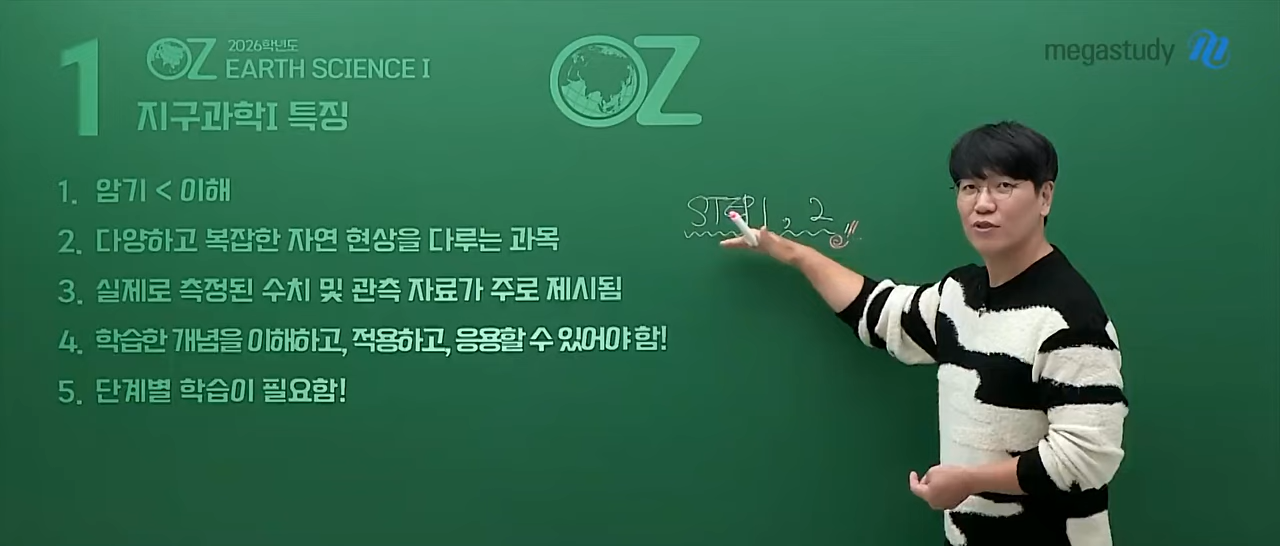 1
OZ
2026학년도
EARTH SCIENCE I
지구과학I 특징
OZ
megastudy
1. 암기 < 이해
2. 다양하고 복잡한 자연 현상을 다루는 과목
3. 실제로 측정된 수치 및 관측 자료가 주로 제시됨
4. 학습한 개념을 이해하고, 적용하고, 응용할 수 있어야 함!
5. 단계별 학습이 필요함!
STEP 1, 2